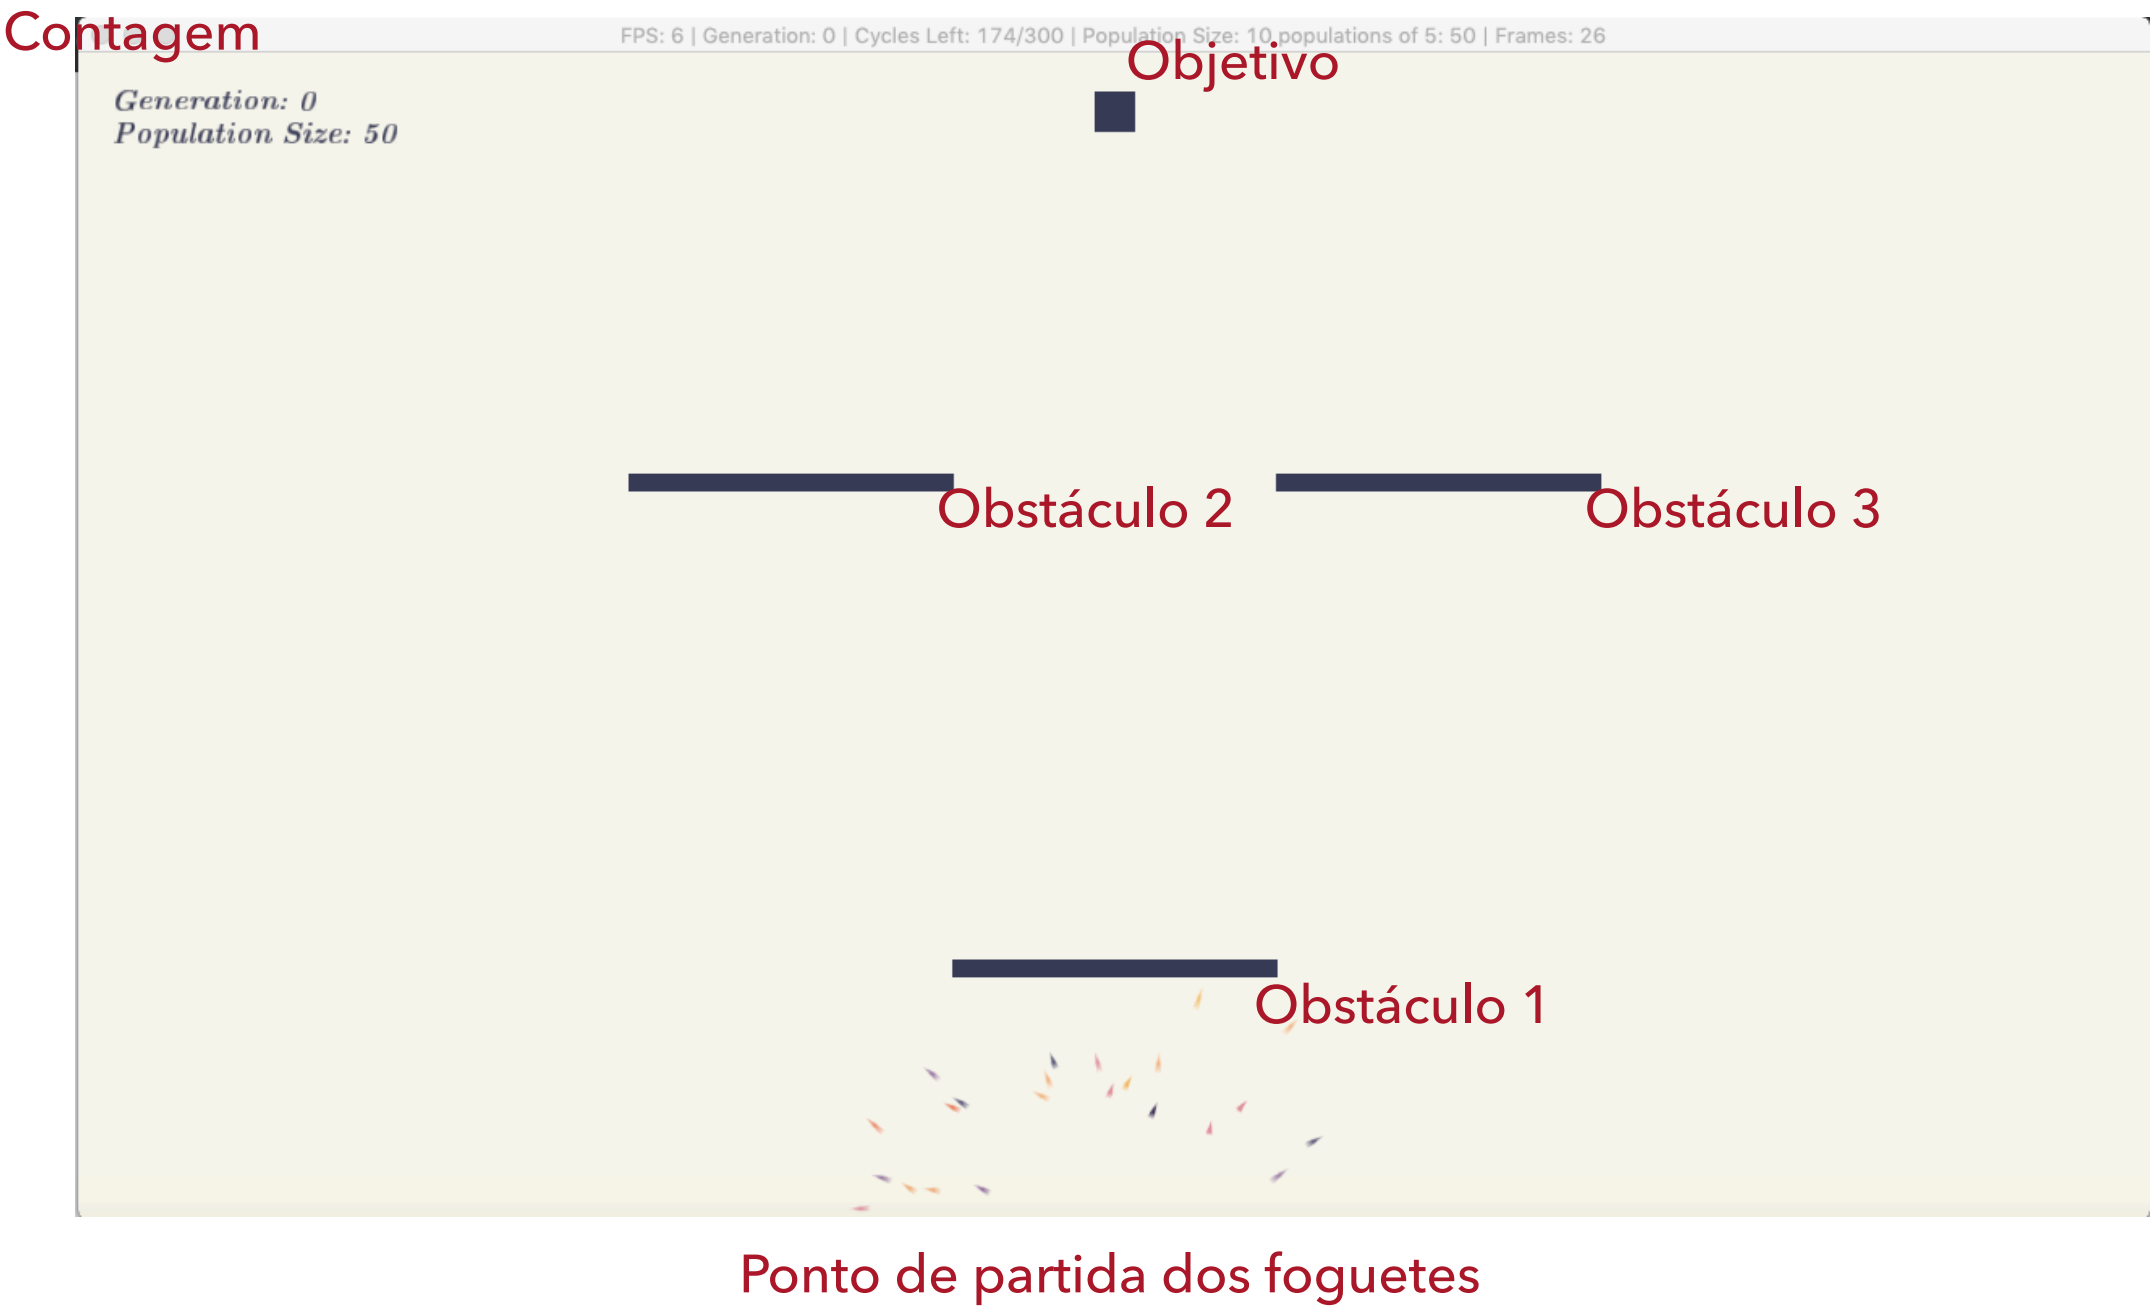 Contagem
FPS: 6 | Generation: 0 | Cycles Left: 174/300 | Population Size: 10 populations of 5: 50 | Frames: 26
Objetivo
Generation: 0
Population Size: 50
Obstáculo 2
Obstáculo 3
Obstáculo 1
Ponto de partida dos foguetes